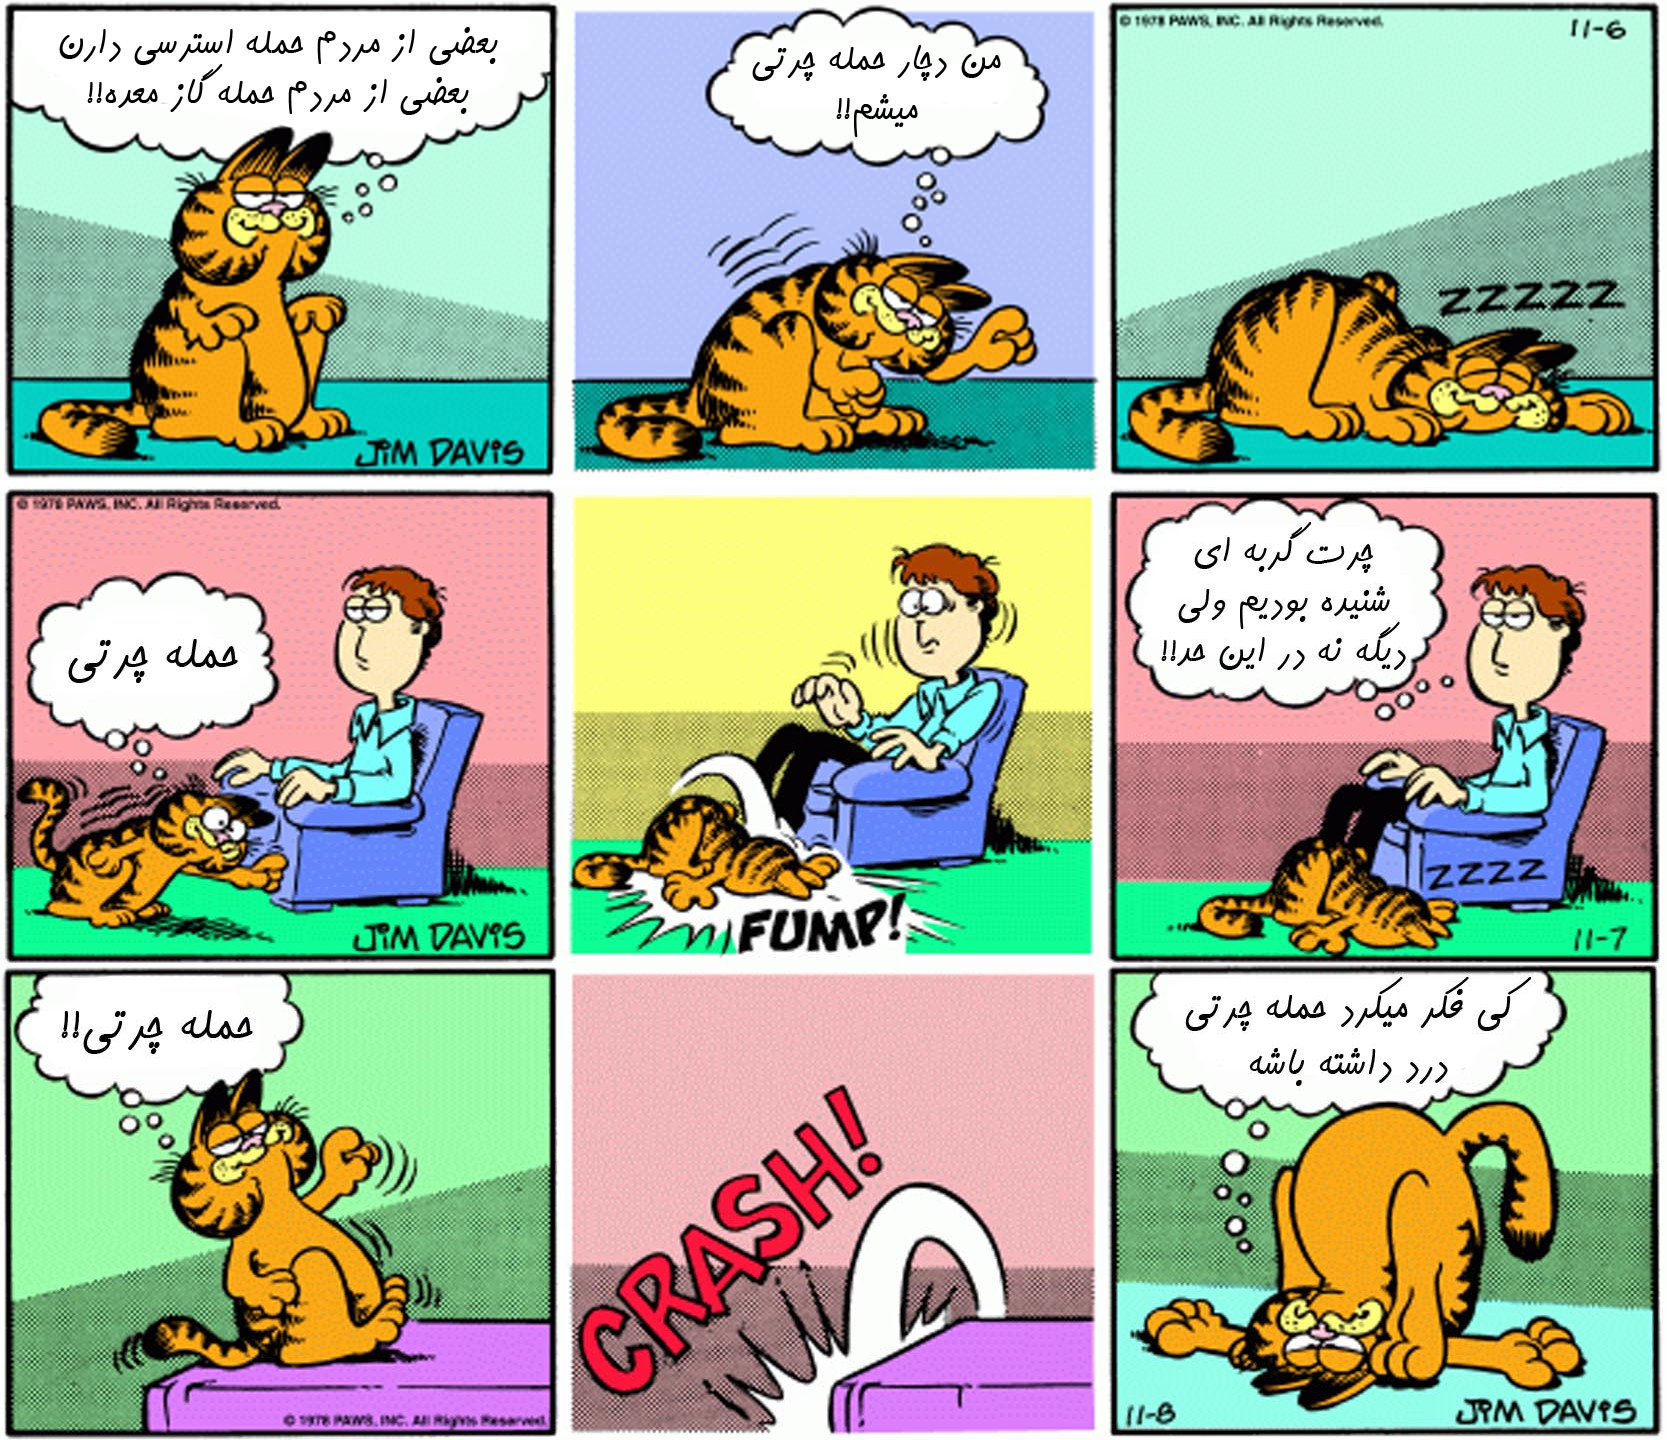 بعضی از مردم حمله استرسی دارن
بعضی از مردم حمله گاز معده!!
JIM DAVIS
من دچار حمله چرتی
میشم!!
© 1978 PAWS, INC. All Rights Reserved.
11-6
ZZZZZ
© 1978 PAWS, INC. All Rights Reserved.
حمله چرتی
JIM DAVIS
FUMP!
چرت گربه ای
شنیده بودیم ولی
دیگه نه در این حد!!
ZZZZ
11-7
حمله چرتی!!
© 1978 PAWS, INC. All Rights Reserved.
CRASH!
کی فکر میکرد حمله چرتی
درد داشته باشه
11-8
JIM DAVIS